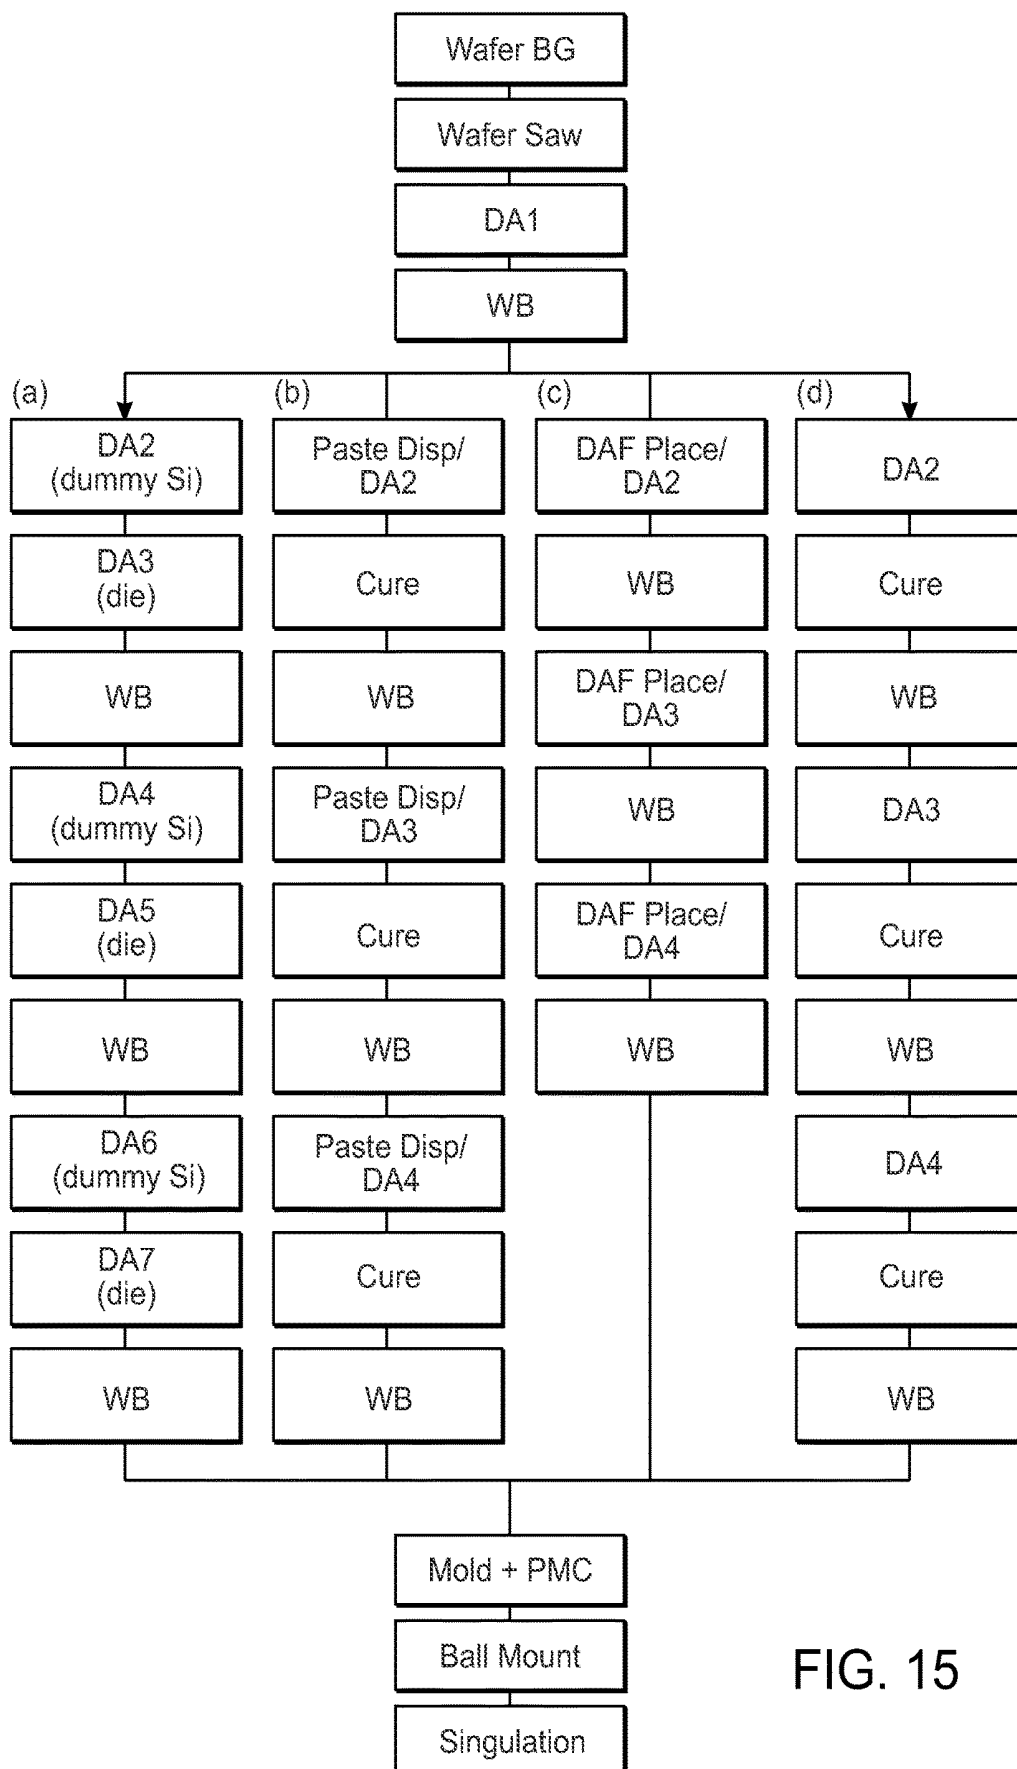 Wafer BG
Wafer Saw
DA1
WB
(a)
DA2
(dummy Si)
DA3
(die)
WB
DA4
(dummy Si)
DA5
(die)
WB
DA6
(dummy Si)
DA7
(die)
WB
(b)
Paste Disp/
DA2
Cure
WB
Paste Disp/
DA3
Cure
WB
Paste Disp/
DA4
Cure
WB
(c)
DAF Place/
DA2
WB
DAF Place/
DA3
WB
DAF Place/
DA4
WB
(d)
DA2
Cure
WB
DA3
Cure
WB
DA4
Cure
WB
Mold + PMC
Ball Mount
Singulation
FIG. 15